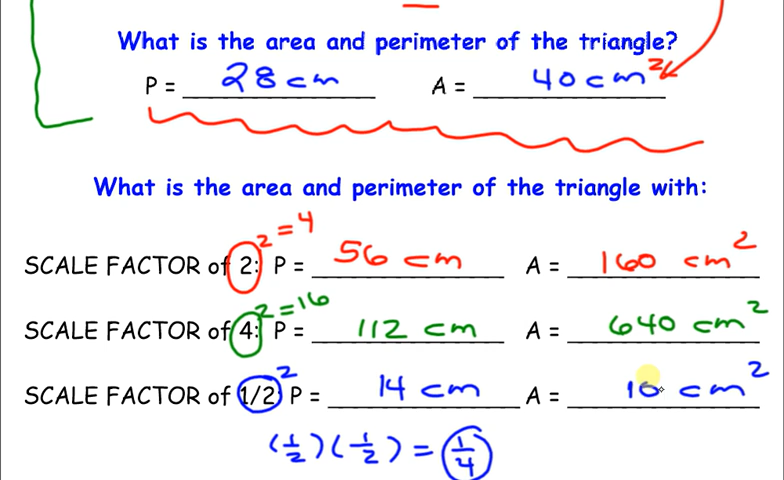 What is the area and perimeter of the triangle?
P = 28 cm A = 40 cm²
What is the area and perimeter of the triangle with:
SCALE FACTOR of 2:² = 4 P = 56 cm A = 160 cm²
SCALE FACTOR of 4:² = 16 P = 112 cm A = 640 cm²
SCALE FACTOR of 1/2:² P = 14 cm A = 10 cm²
(1/2)(1/2) = 1/4